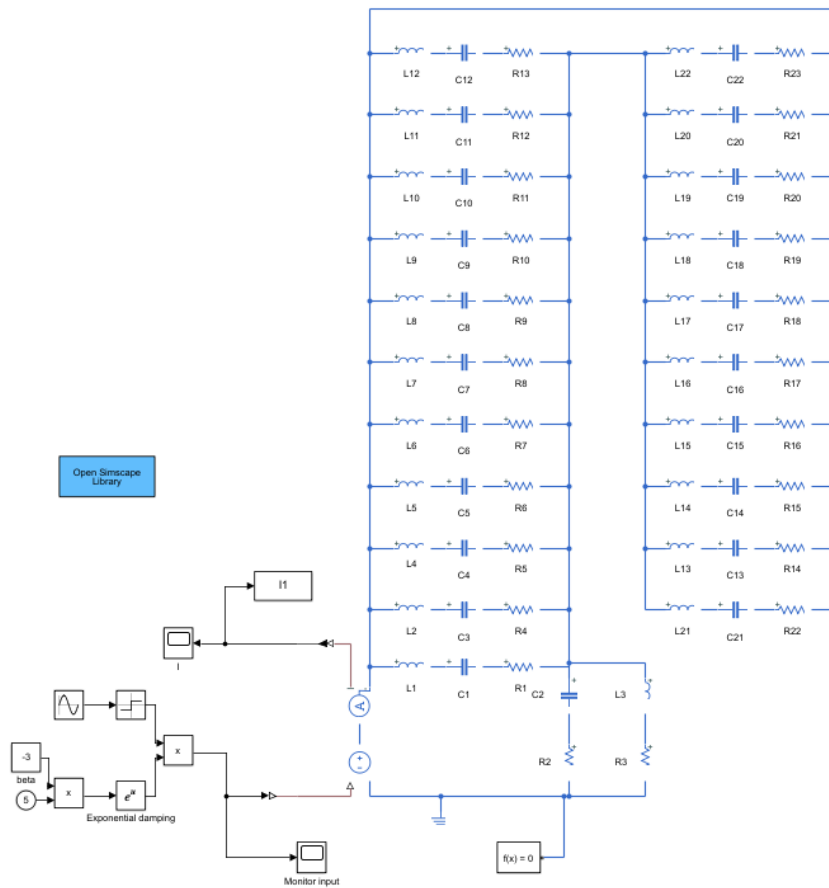 L12 C12 R13 L22 C22 R23
L11 C11 R12 L20 C20 R21
L10 C10 R11 L19 C19 R20
L9 C9 R10 L18 C18 R19
L8 C8 R9 L17 C17 R18
L7 C7 R8 L16 C16 R17
L6 C6 R7 L15 C15 R16
Open Simscape
Library
L5 C5 R6 L14 C14 R15
L4 C4 R5 L13 C13 R14
I1
L2 C3 R4 L21 C21 R22
I
L1 C1 R1 C2 L3
A
x
-3
beta
R2 R3
x
5
eᵘ
Exponential damping
f(x) = 0
Monitor input